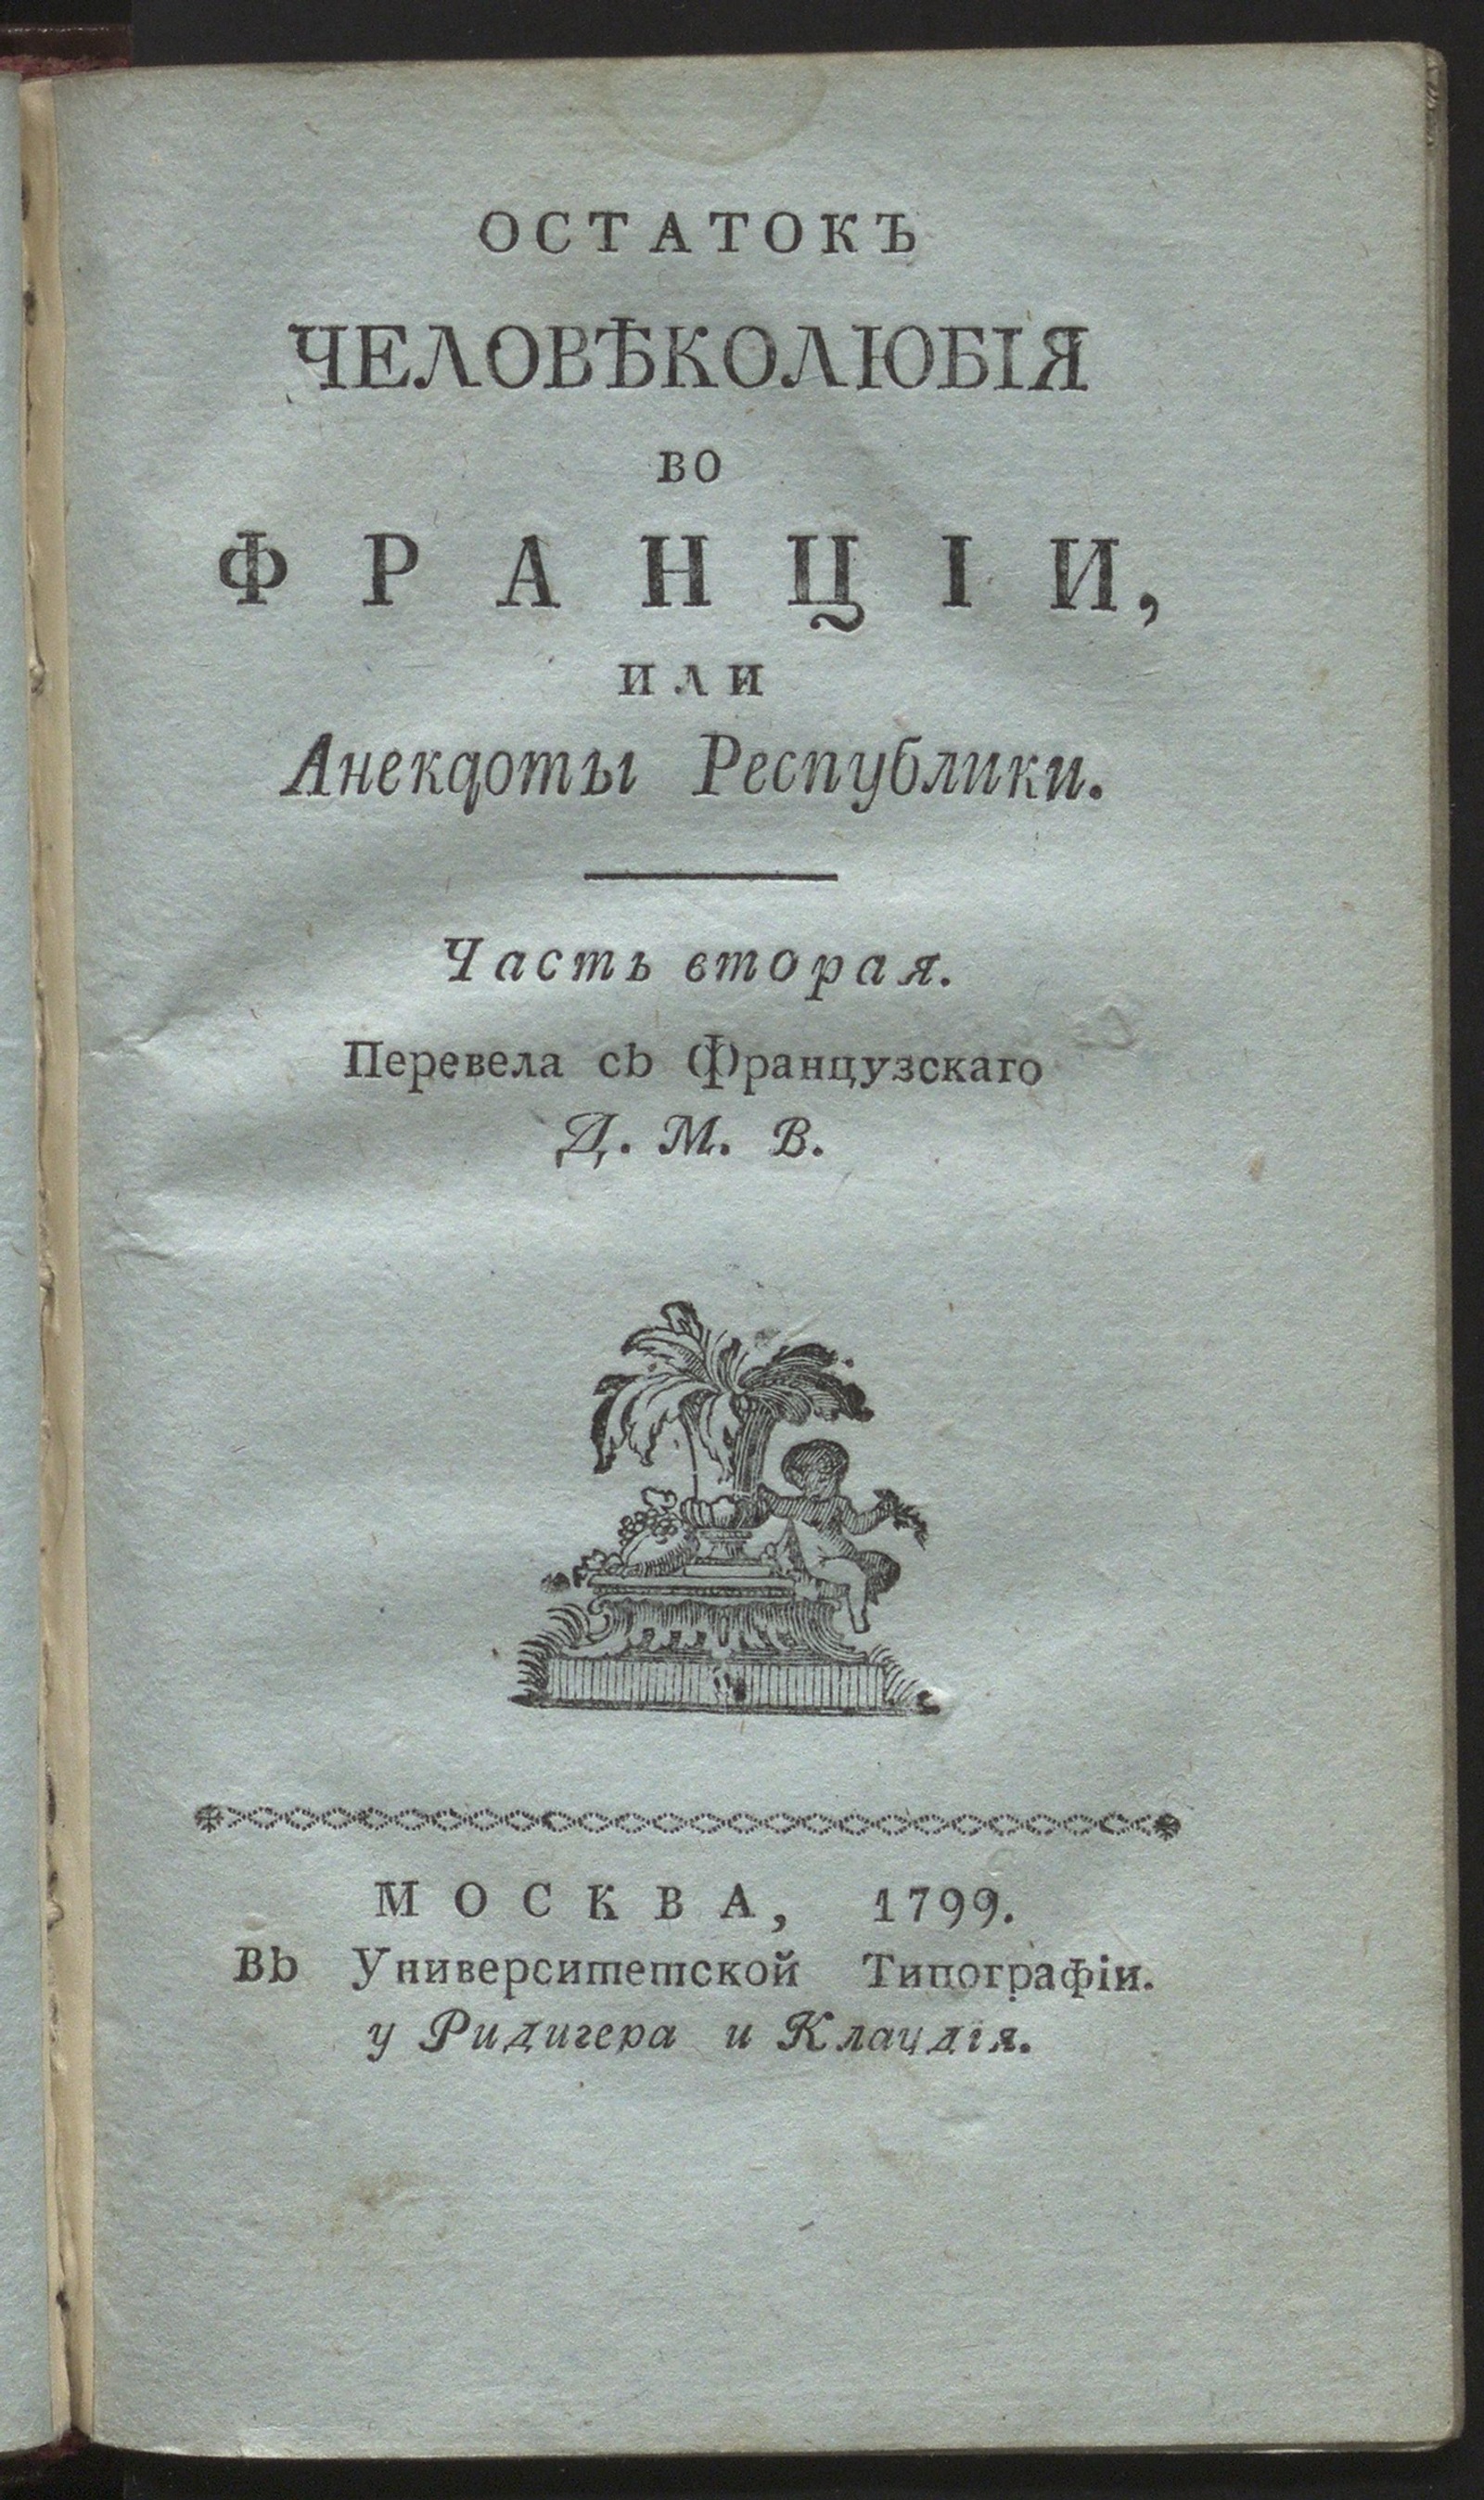 ОСТАТОКЪ
ЧЕЛОВѢКОЛЮБІЯ
ВО
ФРАНЦІИ,
ИЛИ
Анекдоты Республики.
Часть вторая.
Перевела съ Французскаго
Д. М. В.
МОСКВА, 1799.
Въ Университетской Типографіи.
у Ридигера и Клаудія.